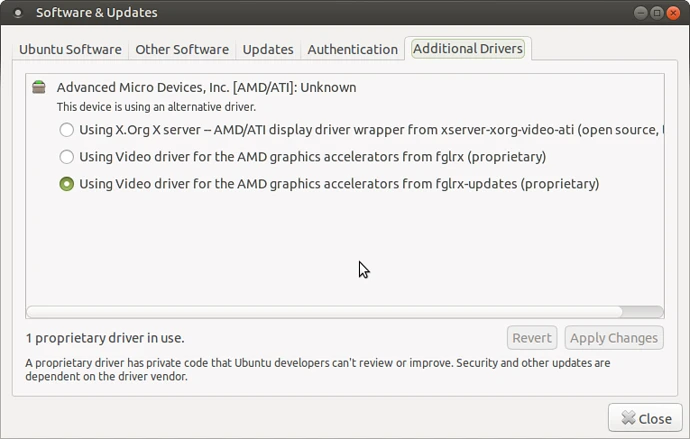 Software & Updates
Ubuntu Software Other Software Updates Authentication Additional Drivers
Advanced Micro Devices, Inc. [AMD/ATI]: Unknown
This device is using an alternative driver.
Using X.Org X server – AMD/ATI display driver wrapper from xserver-xorg-video-ati (open source,
Using Video driver for the AMD graphics accelerators from fglrx (proprietary)
Using Video driver for the AMD graphics accelerators from fglrx-updates (proprietary)
1 proprietary driver in use.
Revert Apply Changes
A proprietary driver has private code that Ubuntu developers can't review or improve. Security and other updates are
dependent on the driver vendor.
Close